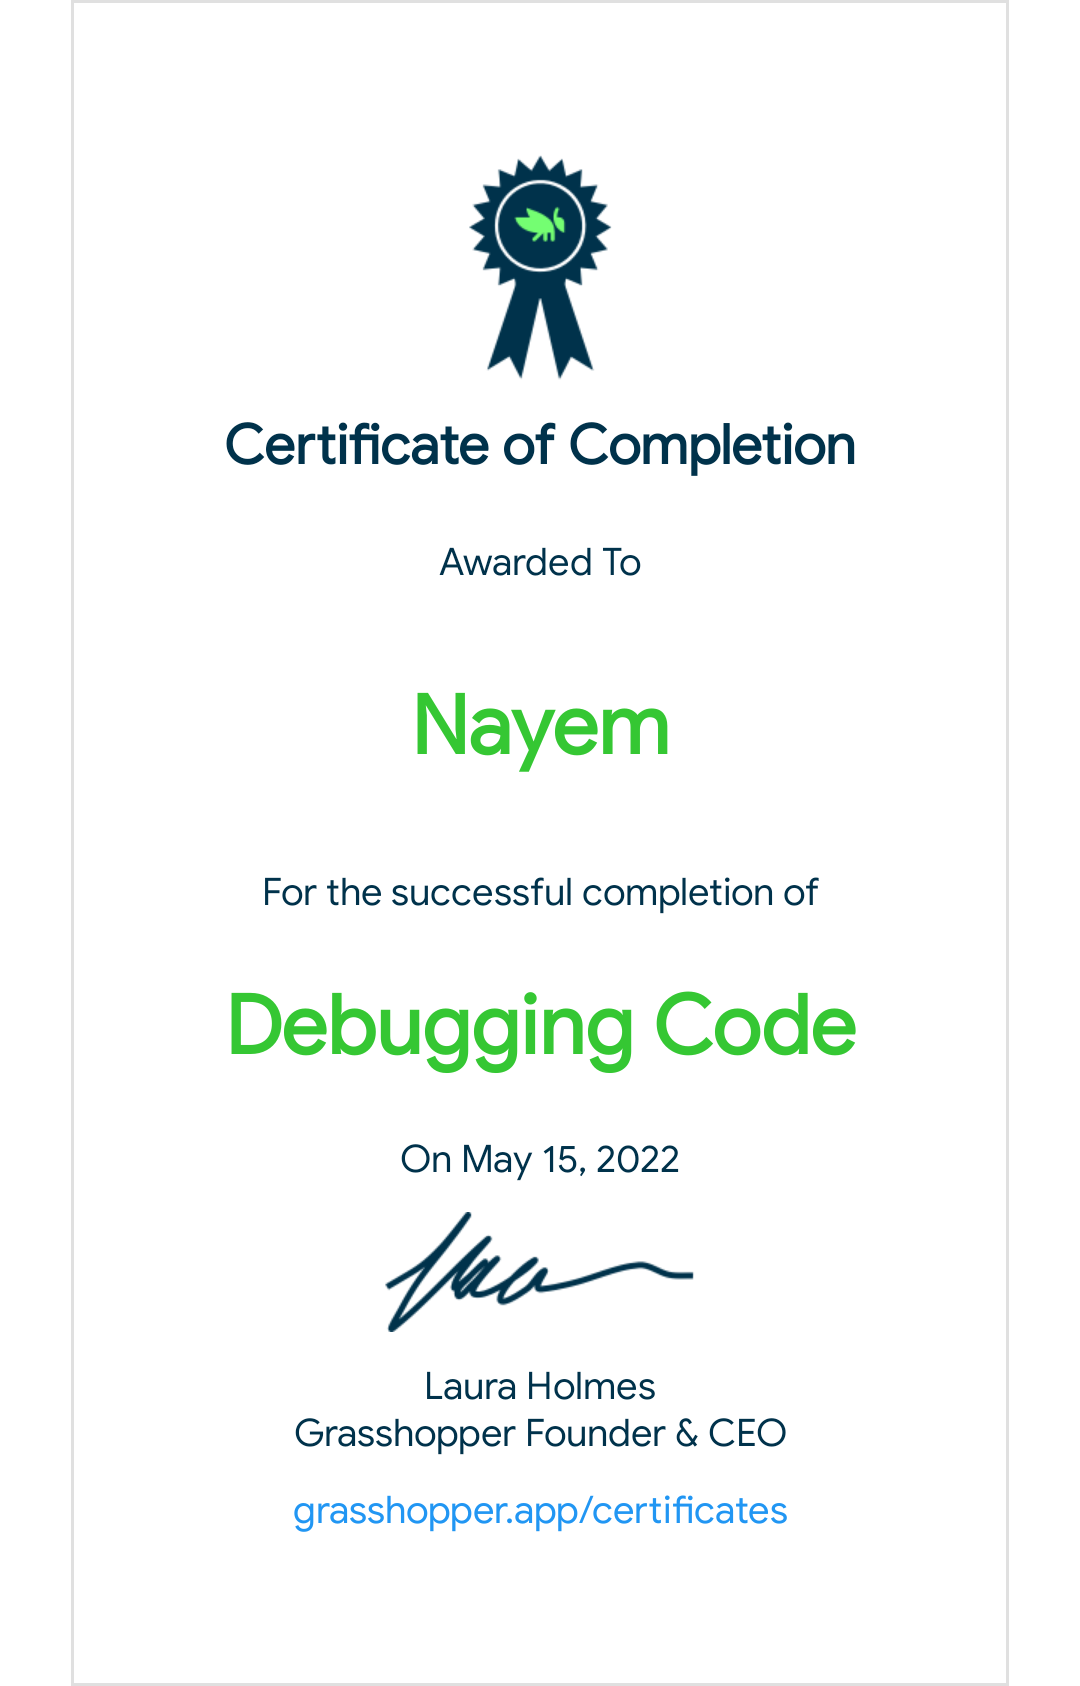 Certificate of Completion
Awarded To
Nayem
For the successful completion of
Debugging Code
On May 15, 2022
Laura Holmes
Grasshopper Founder & CEO
grasshopper.app/certificates